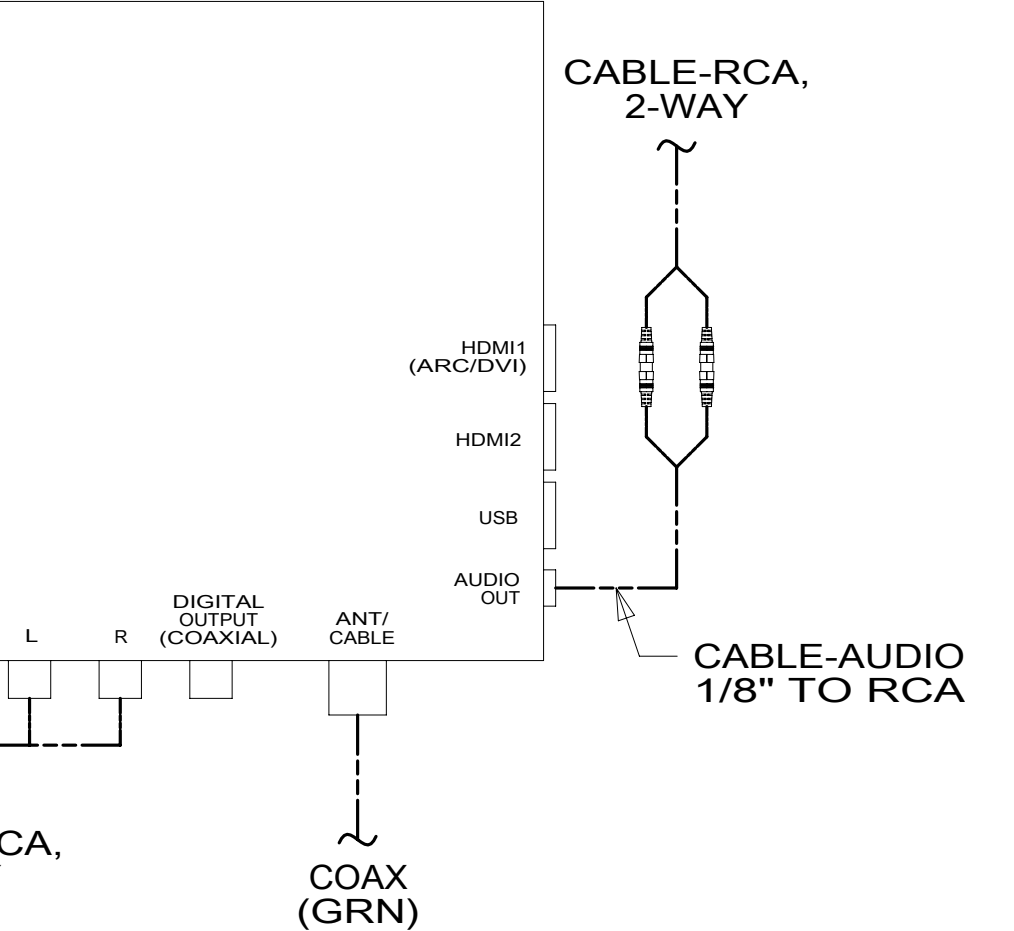 CABLE-RCA,
2-WAY
HDMI1
(ARC/DVI)
HDMI2
USB
AUDIO
OUT
DIGITAL
OUTPUT
(COAXIAL)
ANT/
CABLE
L
R
CABLE-AUDIO
1/8" TO RCA
CA,
COAX
(GRN)